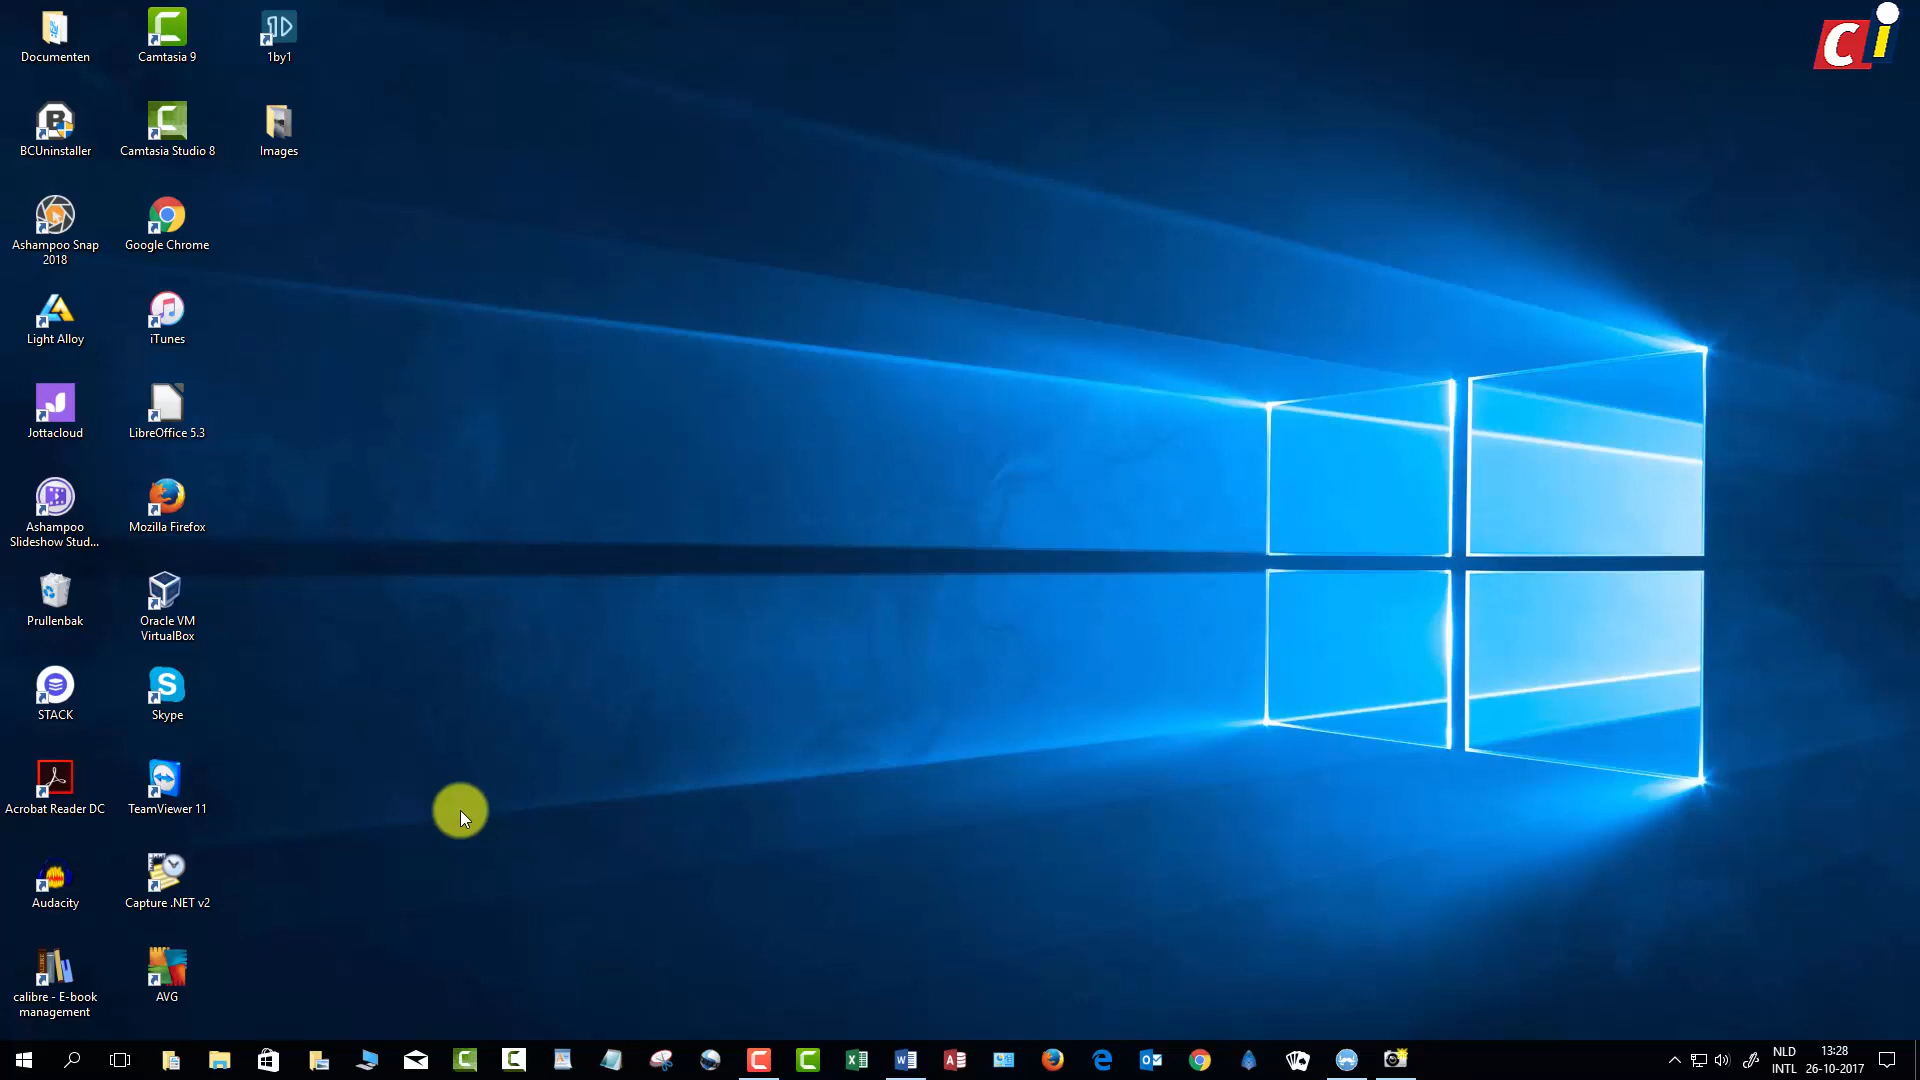 Documenten
Camtasia 9
1by1
Ci
BCUninstaller
Camtasia Studio 8
Images
Ashampoo Snap
2018
Google Chrome
Light Alloy
iTunes
Jottacloud
LibreOffice 5.3
Ashampoo
Slideshow Stud...
Mozilla Firefox
Prullenbak
Oracle VM
VirtualBox
STACK
Skype
Acrobat Reader DC
TeamViewer 11
Audacity
Capture .NET v2
calibre - E-book
management
AVG
NLD
INTL
13:28
26-10-2017